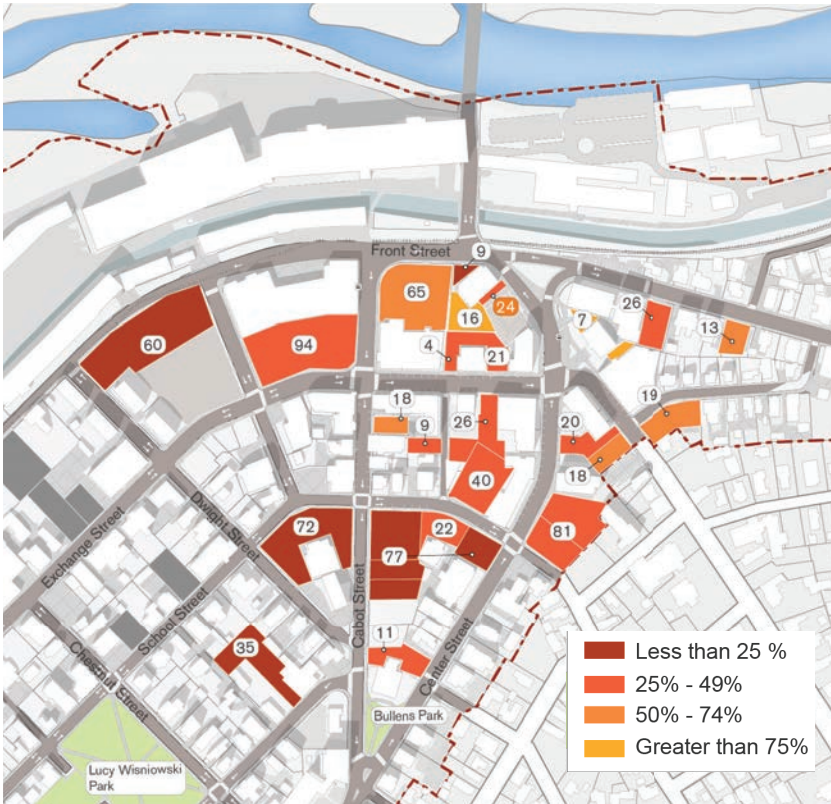 Front Street
9
65
24
16
26
7
13
60
94
4
21
18
9
26
19
20
18
40
72
22
77
81
Dwight Street
Exchange Street
School Street
Cabot Street
Center Street
Chestnut Street
35
11
Bullens Park
Lucy Wisniowski
Park
Less than 25 %
25% - 49%
50% - 74%
Greater than 75%